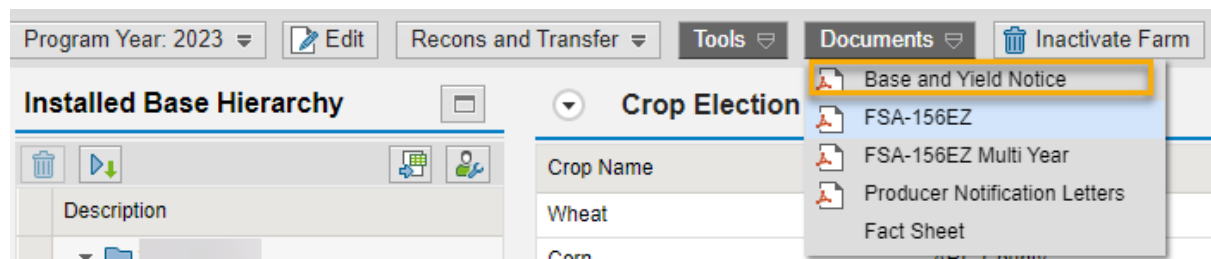 Program Year: 2023 Edit Recons and Transfer Tools Documents Inactivate Farm
Installed Base Hierarchy
Crop Election
Base and Yield Notice
FSA-156EZ
FSA-156EZ Multi Year
Producer Notification Letters
Fact Sheet
Crop Name
Description
Wheat
Corn